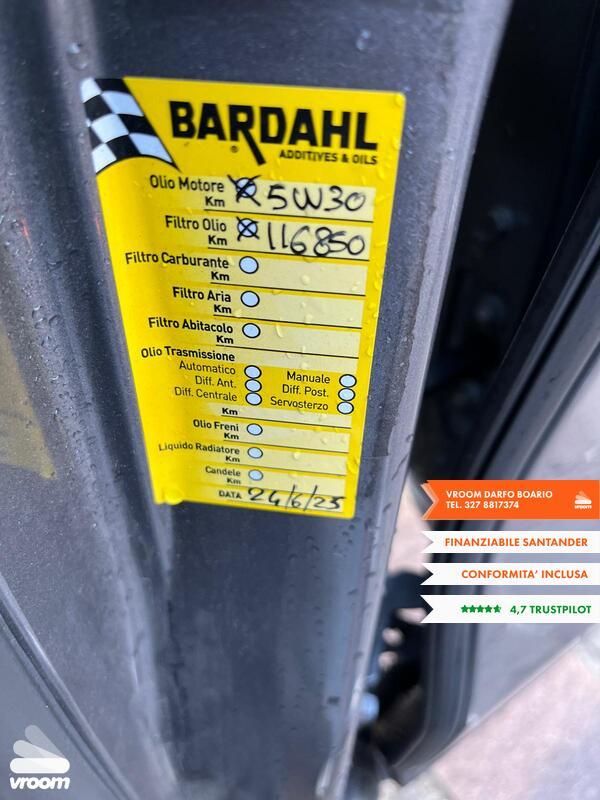 BARDAHL
®
ADDITIVES & OILS
Olio Motore 5W30
Km
Filtro Olio 116850
Km
Filtro Carburante
Km
Filtro Aria
Km
Filtro Abitacolo
Km
Olio Trasmissione
Automatico Manuale
Diff. Ant. Diff. Post.
Diff. Centrale Servosterzo
Km
Olio Freni
Km
Liquido Radiatore
Km
Candele
Km
DATA 24/6/25
VROOM DARFO BOARIO
TEL. 327 8817374
vroom
FINANZIABILE SANTANDER
CONFORMITA' INCLUSA
4,7 TRUSTPILOT
vroom